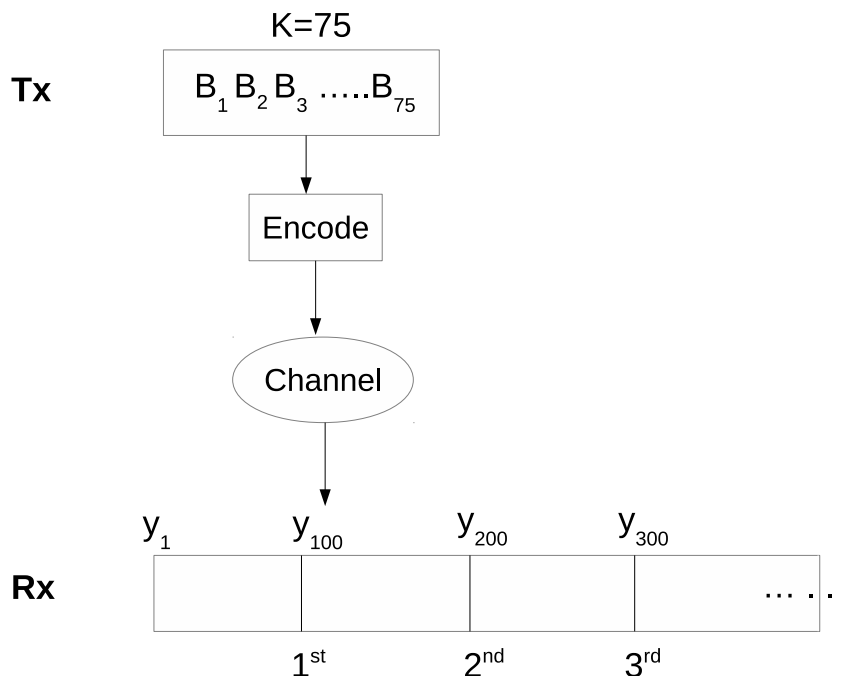 K=75
Tx
B1 B2 B3 .....B75
Encode
Channel
y1 y100 y200 y300
Rx
... . .
1st 2nd 3rd